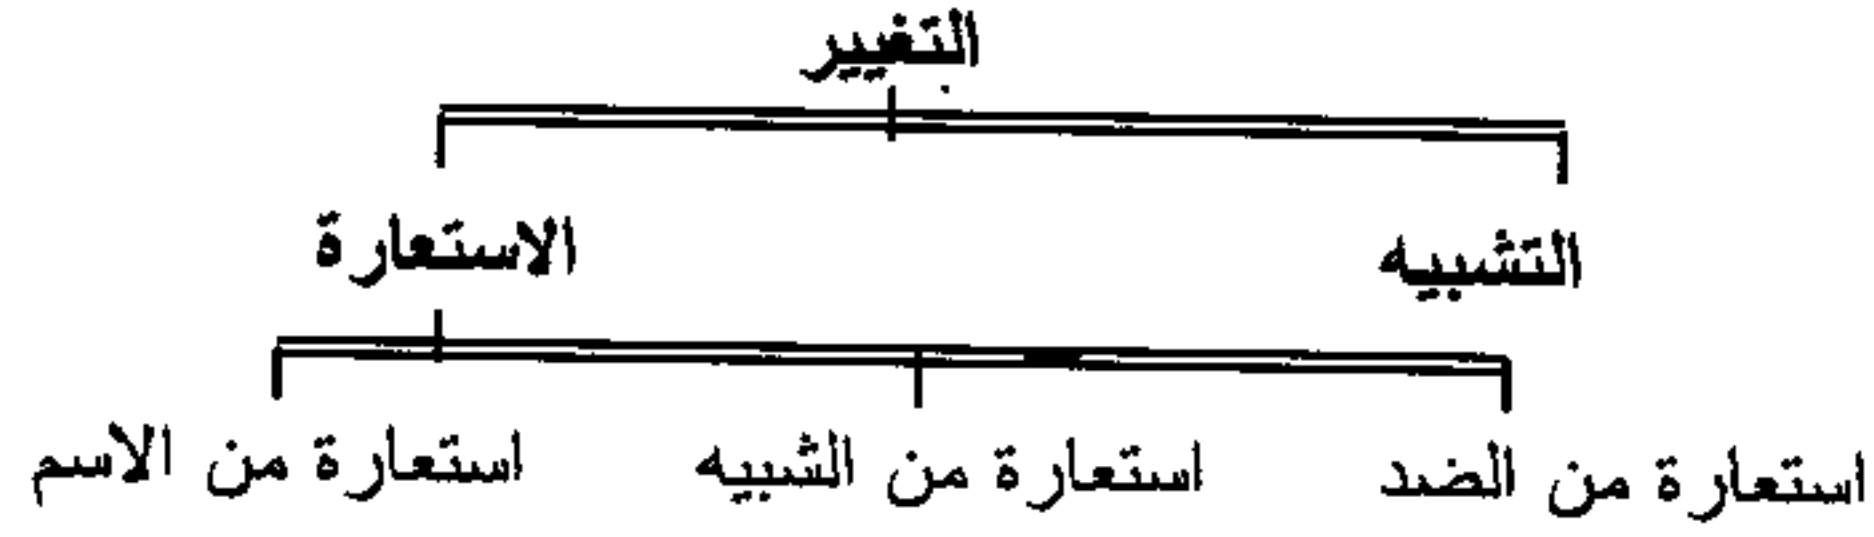 التغيير
التشبيه الاستعارة
استعارة من الضد استعارة من الشبيه استعارة من الاسم